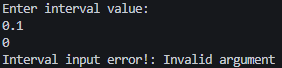 Enter interval value:
0.1
0
Interval input error!: Invalid argument